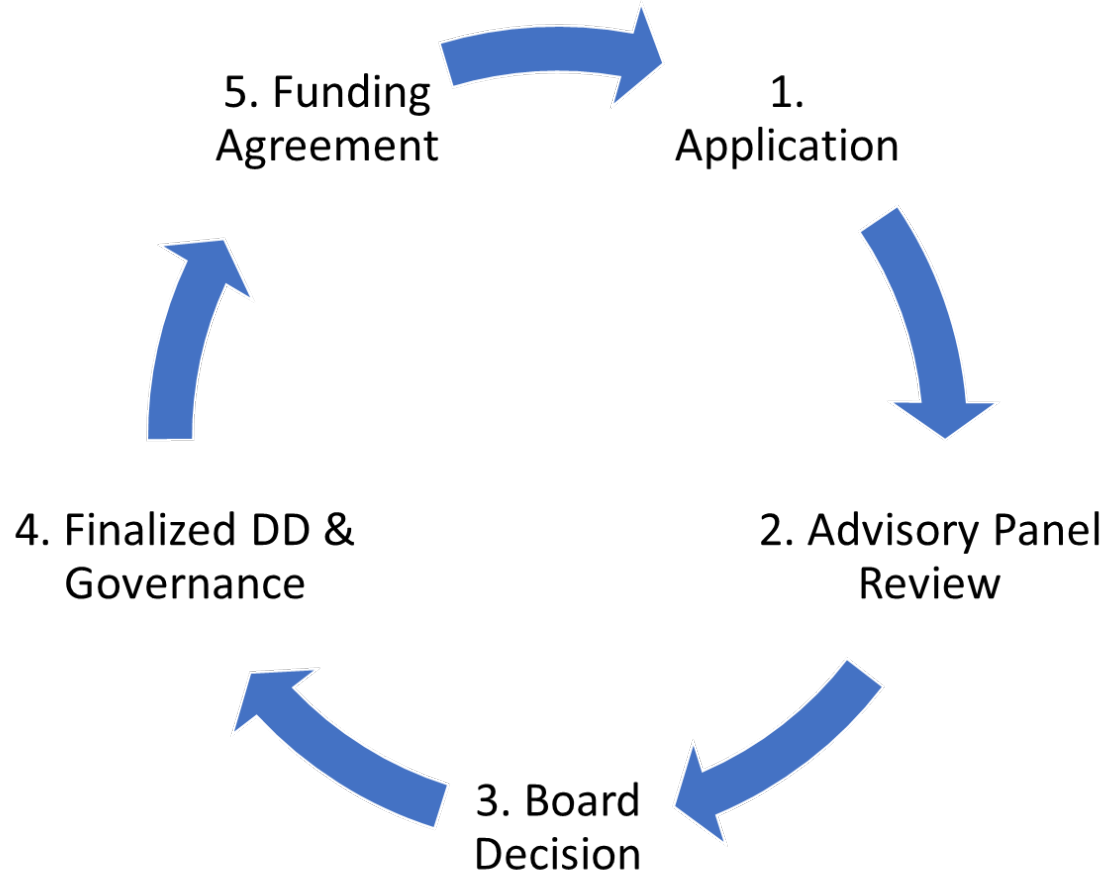 1.
Application
2. Advisory Panel
Review
3. Board
Decision
4. Finalized DD &
Governance
5. Funding
Agreement